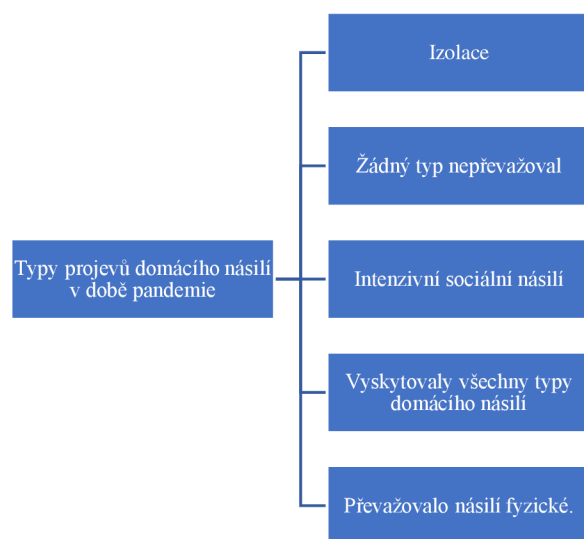 Izolace
Žádný typ nepřevažoval
Typy projevů domácího násilí
v době pandemie
Intenzivní sociální násilí
Vyskytovaly všechny typy
domácího násilí
Převažovalo násilí fyzické.